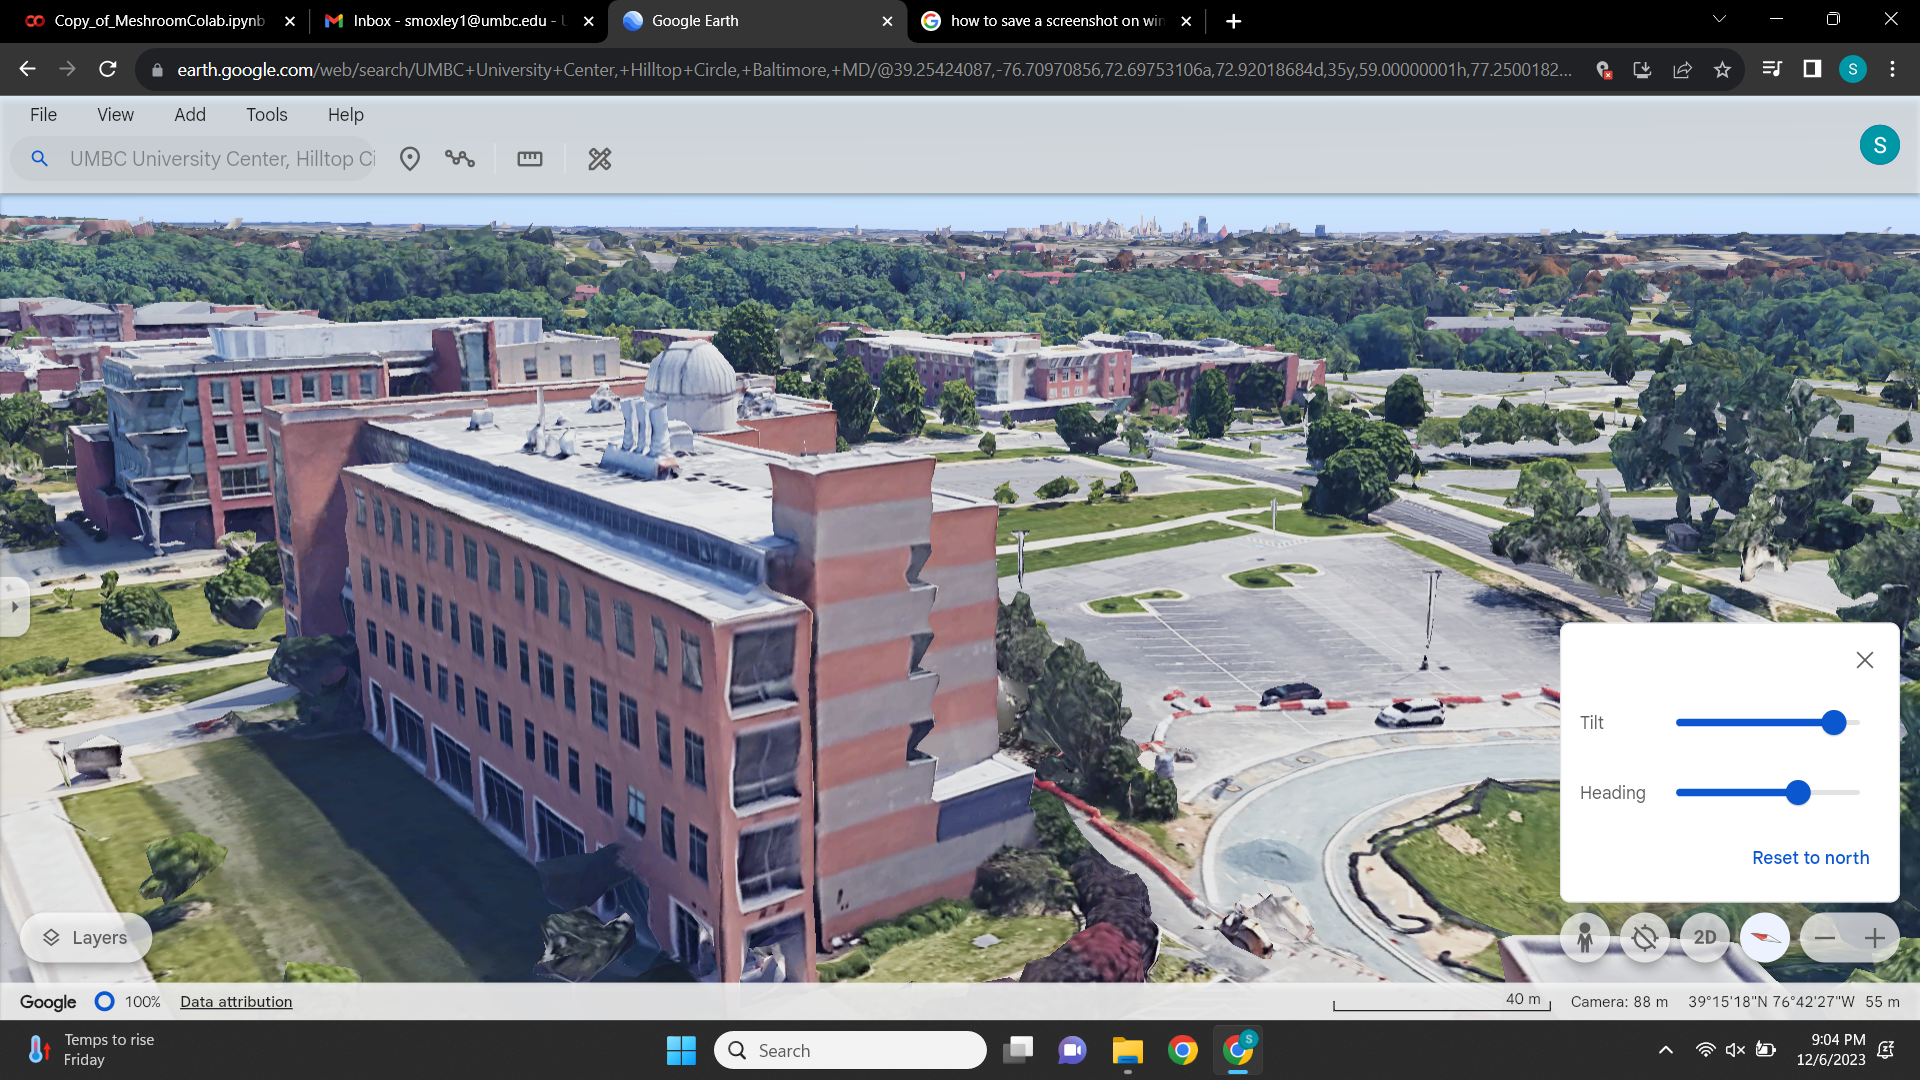 Copy_of_MeshroomColab.ipynb
Inbox - smoxley1@umbc.edu - U
Google Earth
how to save a screenshot on win
earth.google.com/web/search/UMBC+University+Center,+Hilltop+Circle,+Baltimore,+MD/@39.25424087,-76.70970856,72.69753106a,72.92018684d,35y,59.00000001h,77.2500182...
S
File View Add Tools Help
UMBC University Center, Hilltop Ci
S
Tilt
Heading
Reset to north
Layers
2D
Google 100% Data attribution
40 m
Camera: 88 m 39°15'18"N 76°42'27"W 55 m
Temps to rise
Friday
Search
S
9:04 PM
12/6/2023